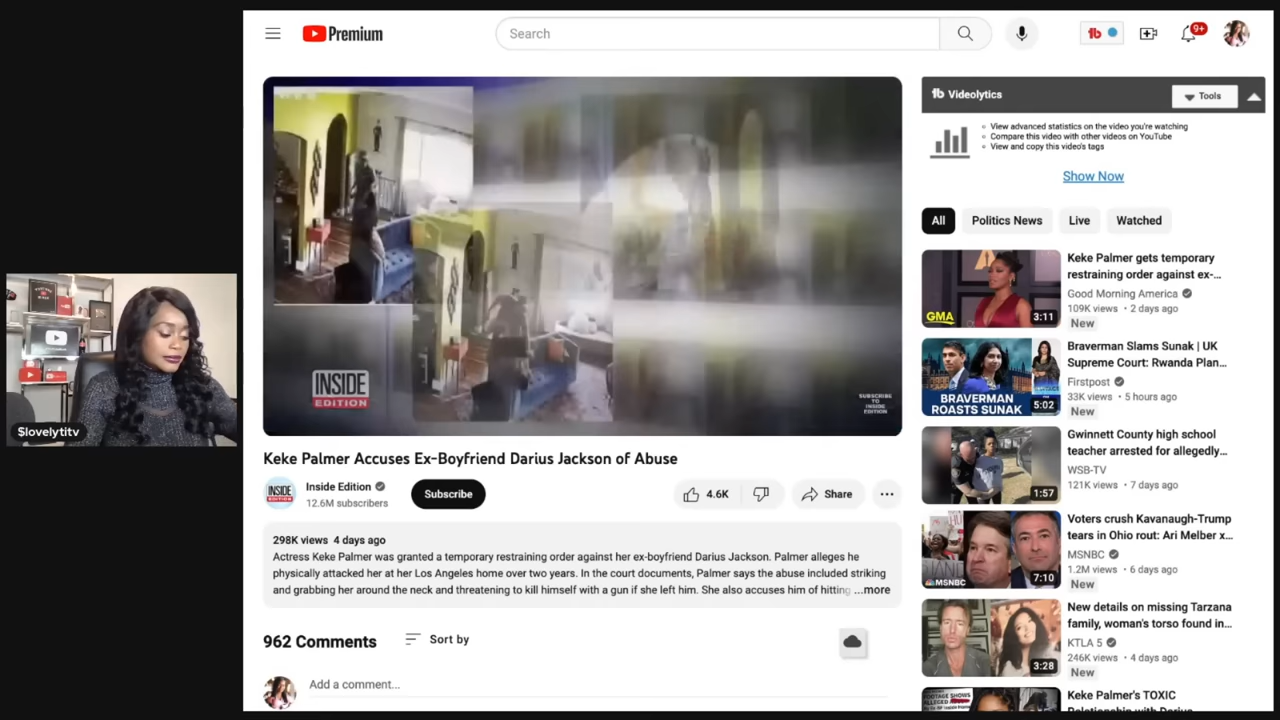 Premium
Search
9+
tb
tb Videolytics
Tools
View advanced statistics on the video you're watching
Compare this video with other videos on YouTube
View and copy this video's tags
Show Now
All
Politics News
Live
Watched
INSIDE
EDITION
SUBSCRIBE
TO
INSIDE
EDITION
$lovelytitv
Keke Palmer Accuses Ex-Boyfriend Darius Jackson of Abuse
INSIDE
EDITION
Inside Edition
12.6M subscribers
Subscribe
4.6K
Share
298K views 4 days ago
Actress Keke Palmer was granted a temporary restraining order against her ex-boyfriend Darius Jackson. Palmer alleges he
physically attacked her at her Los Angeles home over two years. In the court documents, Palmer says the abuse included striking
and grabbing her around the neck and threatening to kill himself with a gun if she left him. She also accuses him of hitting ...more
962 Comments
Sort by
Add a comment...
GMA
3:11
Keke Palmer gets temporary
restraining order against ex-...
Good Morning America
109K views • 2 days ago
New
BRAVERMAN
ROASTS SUNAK
5:02
Braverman Slams Sunak | UK
Supreme Court: Rwanda Plan...
Firstpost
33K views • 5 hours ago
New
1:57
Gwinnett County high school
teacher arrested for allegedly...
WSB-TV
121K views • 7 days ago
MSNBC
7:10
Voters crush Kavanaugh-Trump
tears in Ohio rout: Ari Melber x...
MSNBC
1.2M views • 6 days ago
New
3:28
New details on missing Tarzana
family, woman's torso found in...
KTLA 5
246K views • 4 days ago
New
Keke Palmer's TOXIC
Relationship with Darius